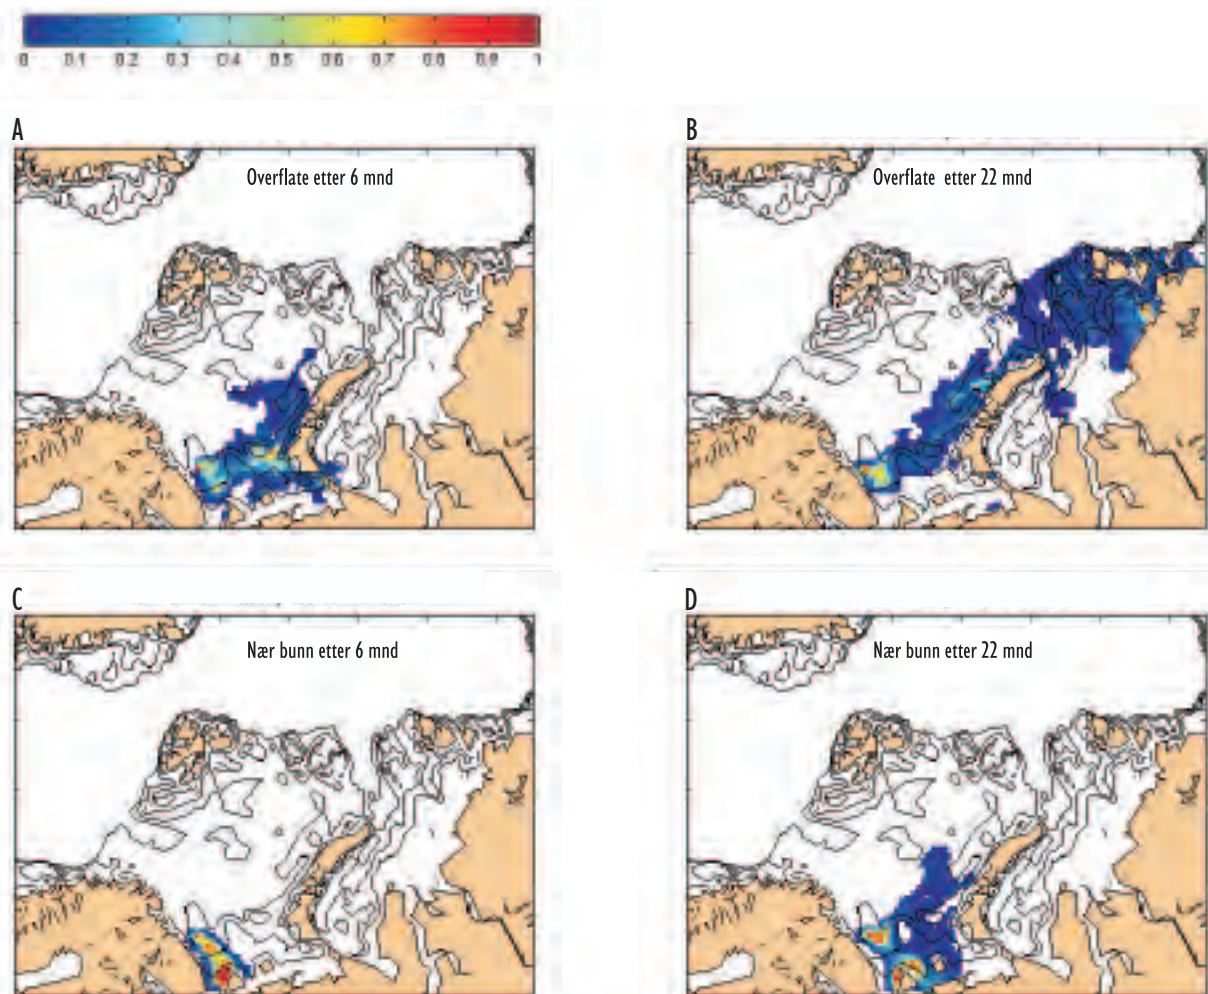 0 0.1 0.2 0.3 0.4 0.5 0.6 0.7 0.8 0.9 1
A
Overflate etter 6 mnd
B
Overflate etter 22 mnd
C
Nær bunn etter 6 mnd
D
Nær bunn etter 22 mnd